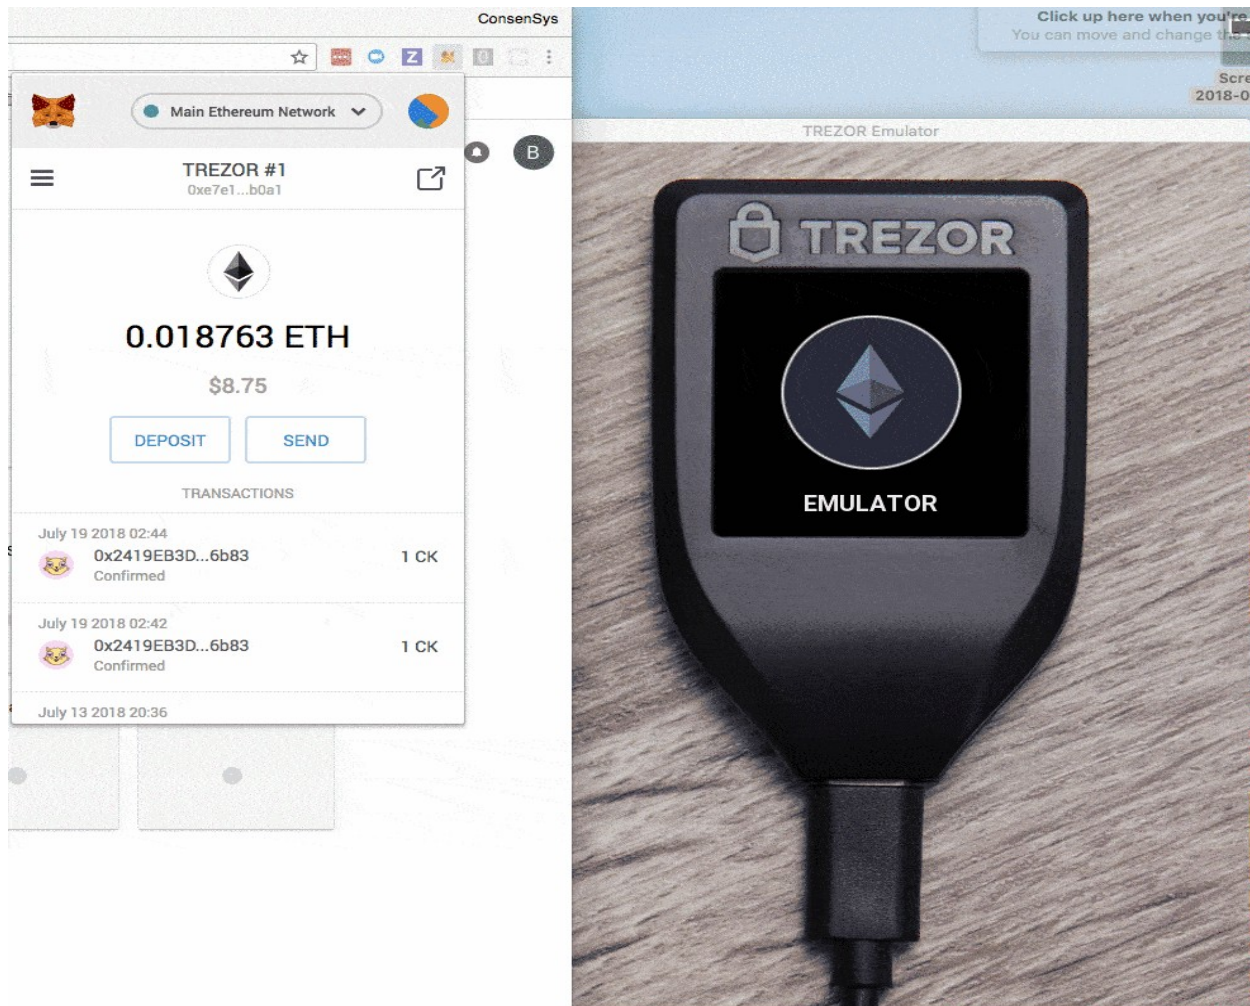 ConsenSys
Z
Main Ethereum Network
B
TREZOR #1
0xe7e1...b0a1
0.018763 ETH
$8.75
DEPOSIT
SEND
TRANSACTIONS
July 19 2018 02:44
0x2419EB3D...6b83
1 CK
Confirmed
July 19 2018 02:42
0x2419EB3D...6b83
1 CK
Confirmed
July 13 2018 20:36
Click up here when you're
You can move and change the
Scre
2018-0
TREZOR Emulator
TREZOR
EMULATOR